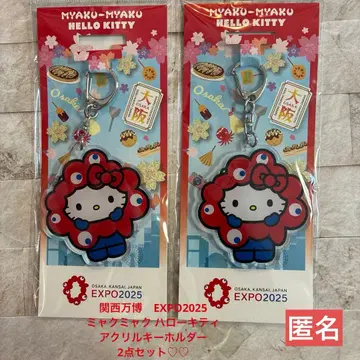 MYAKU-MYAKU
HELLO KITTY
MYAKU-MYAKU
HELLO KITTY
Osaka
大阪
OSAKA
Osaka
大阪
OSAKA
OSAKA, KANSAI, JAPAN
EXPO2025
OSAKA, KANSAI, JAPAN
EXPO2025
関西万博 EXPO2025
ミャクミャク ハローキティ
アクリルキーホルダー
2点セット♡♡
匿名